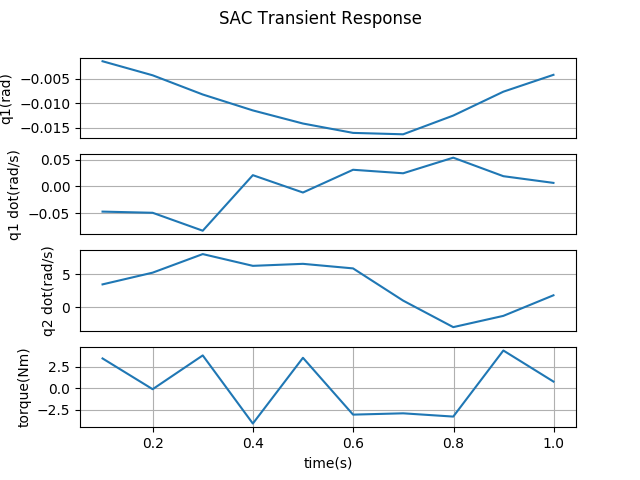 SAC Transient Response
q1(rad)
−0.005
−0.010
−0.015
q1 dot(rad/s)
0.05
0.00
−0.05
q2 dot(rad/s)
5
0
torque(Nm)
2.5
0.0
−2.5
0.2 0.4 0.6 0.8 1.0
time(s)